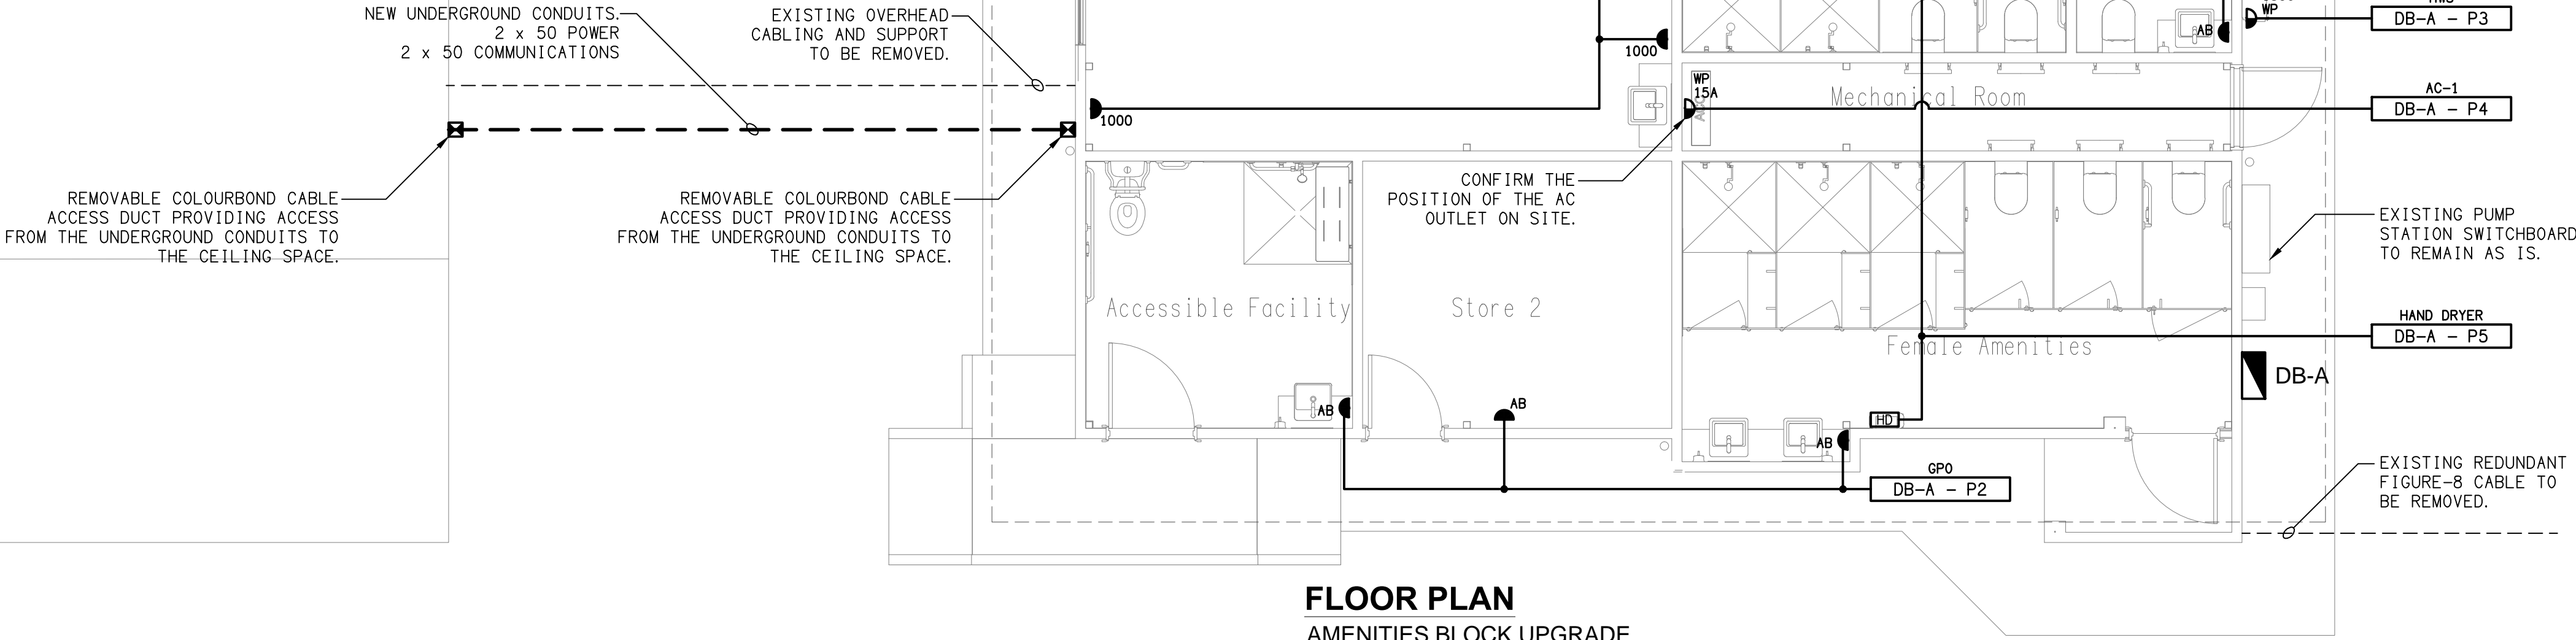 NEW UNDERGROUND CONDUITS.
2 x 50 POWER
2 x 50 COMMUNICATIONS
EXISTING OVERHEAD
CABLING AND SUPPORT
TO BE REMOVED.
1000
AB
WP
DB-A - P3
1000
WP
15A
Mechanical Room
AC-1
DB-A - P4
REMOVABLE COLOURBOND CABLE
ACCESS DUCT PROVIDING ACCESS
FROM THE UNDERGROUND CONDUITS TO
THE CEILING SPACE.
REMOVABLE COLOURBOND CABLE
ACCESS DUCT PROVIDING ACCESS
FROM THE UNDERGROUND CONDUITS TO
THE CEILING SPACE.
CONFIRM THE
POSITION OF THE AC
OUTLET ON SITE.
EXISTING PUMP
STATION SWITCHBOARD
TO REMAIN AS IS.
Accessible Facility
Store 2
Female Amenities
HAND DRYER
DB-A - P5
DB-A
AB
AB
HD
AB
GPO
DB-A - P2
EXISTING REDUNDANT
FIGURE-8 CABLE TO
BE REMOVED.
FLOOR PLAN
AMENITIES BLOCK UPGRADE